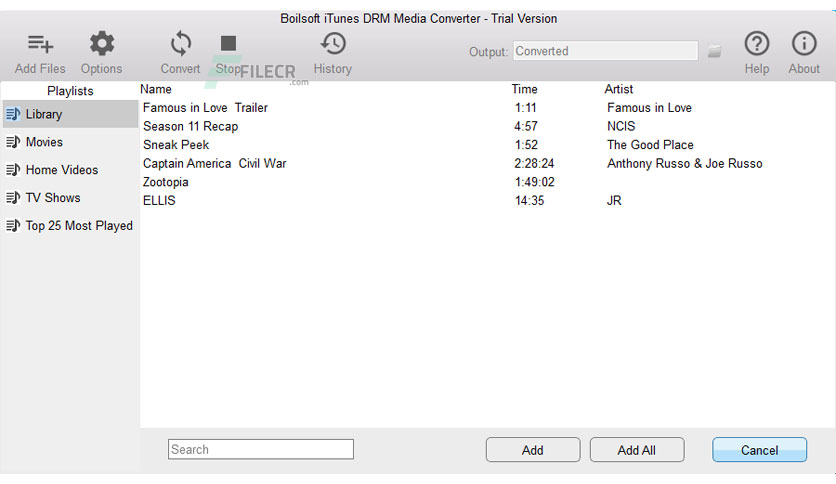 Boilsoft iTunes DRM Media Converter - Trial Version
Add Files Options Convert Stop History Output: Converted Help About
FILECR
.com
Playlists Name Time Artist
Library Famous in Love Trailer 1:11 Famous in Love
Season 11 Recap 4:57 NCIS
Movies Sneak Peek 1:52 The Good Place
Home Videos Captain America Civil War 2:28:24 Anthony Russo & Joe Russo
Zootopia 1:49:02
TV Shows ELLIS 14:35 JR
Top 25 Most Played
Search Add Add All Cancel